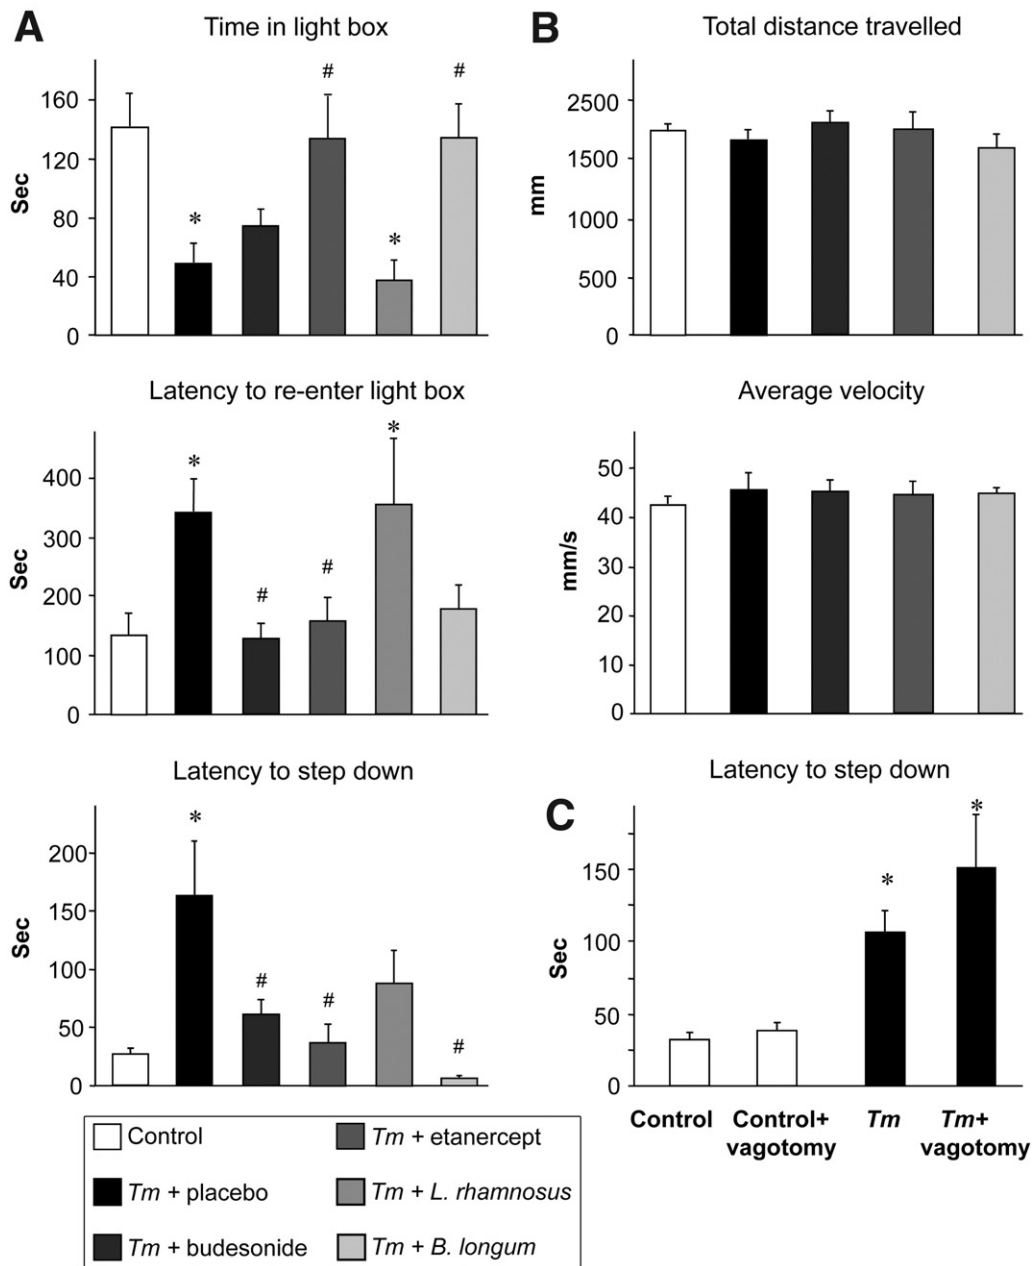 A
Time in light box
Sec
160
120
80
40
0
*
#
*
#
Latency to re-enter light box
Sec
400
300
200
100
0
*
#
#
*
Latency to step down
Sec
200
150
100
50
0
*
#
#
#
B
Total distance travelled
mm
2500
1500
1000
500
0
Average velocity
mm/s
50
40
30
20
10
0
C
Latency to step down
Sec
150
100
50
0
*
*
Control
Control+
vagotomy
Tm
Tm+
vagotomy
Control
Tm + placebo
Tm + budesonide
Tm + etanercept
Tm + L. rhamnosus
Tm + B. longum